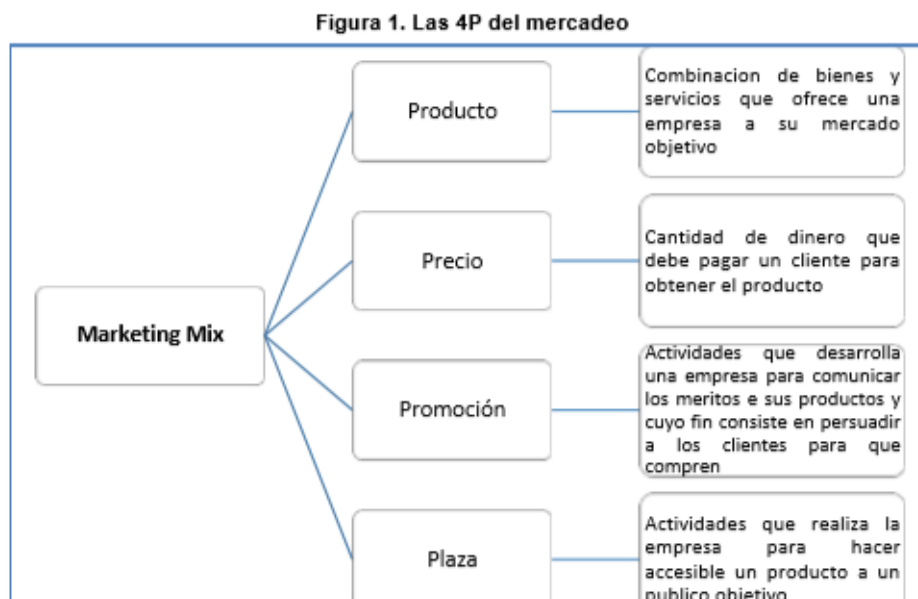 Figura 1. Las 4P del mercadeo
Producto
Combinacion de bienes y
servicios que ofrece una
empresa a su mercado
objetivo
Precio
Cantidad de dinero que
debe pagar un cliente para
obtener el producto
Marketing Mix
Promoción
Actividades que desarrolla
una empresa para comunicar
los meritos e sus productos y
cuyo fin consiste en persuadir
a los clientes para que
compren
Plaza
Actividades que realiza la
empresa para hacer
accesible un producto a un
publico objetivo